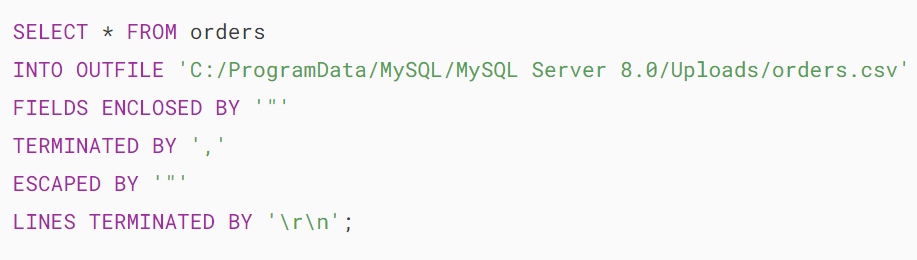 SELECT * FROM orders
INTO OUTFILE 'C:/ProgramData/MySQL/MySQL Server 8.0/Uploads/orders.csv'
FIELDS ENCLOSED BY '"'
TERMINATED BY ','
ESCAPED BY '"'
LINES TERMINATED BY '\r\n';